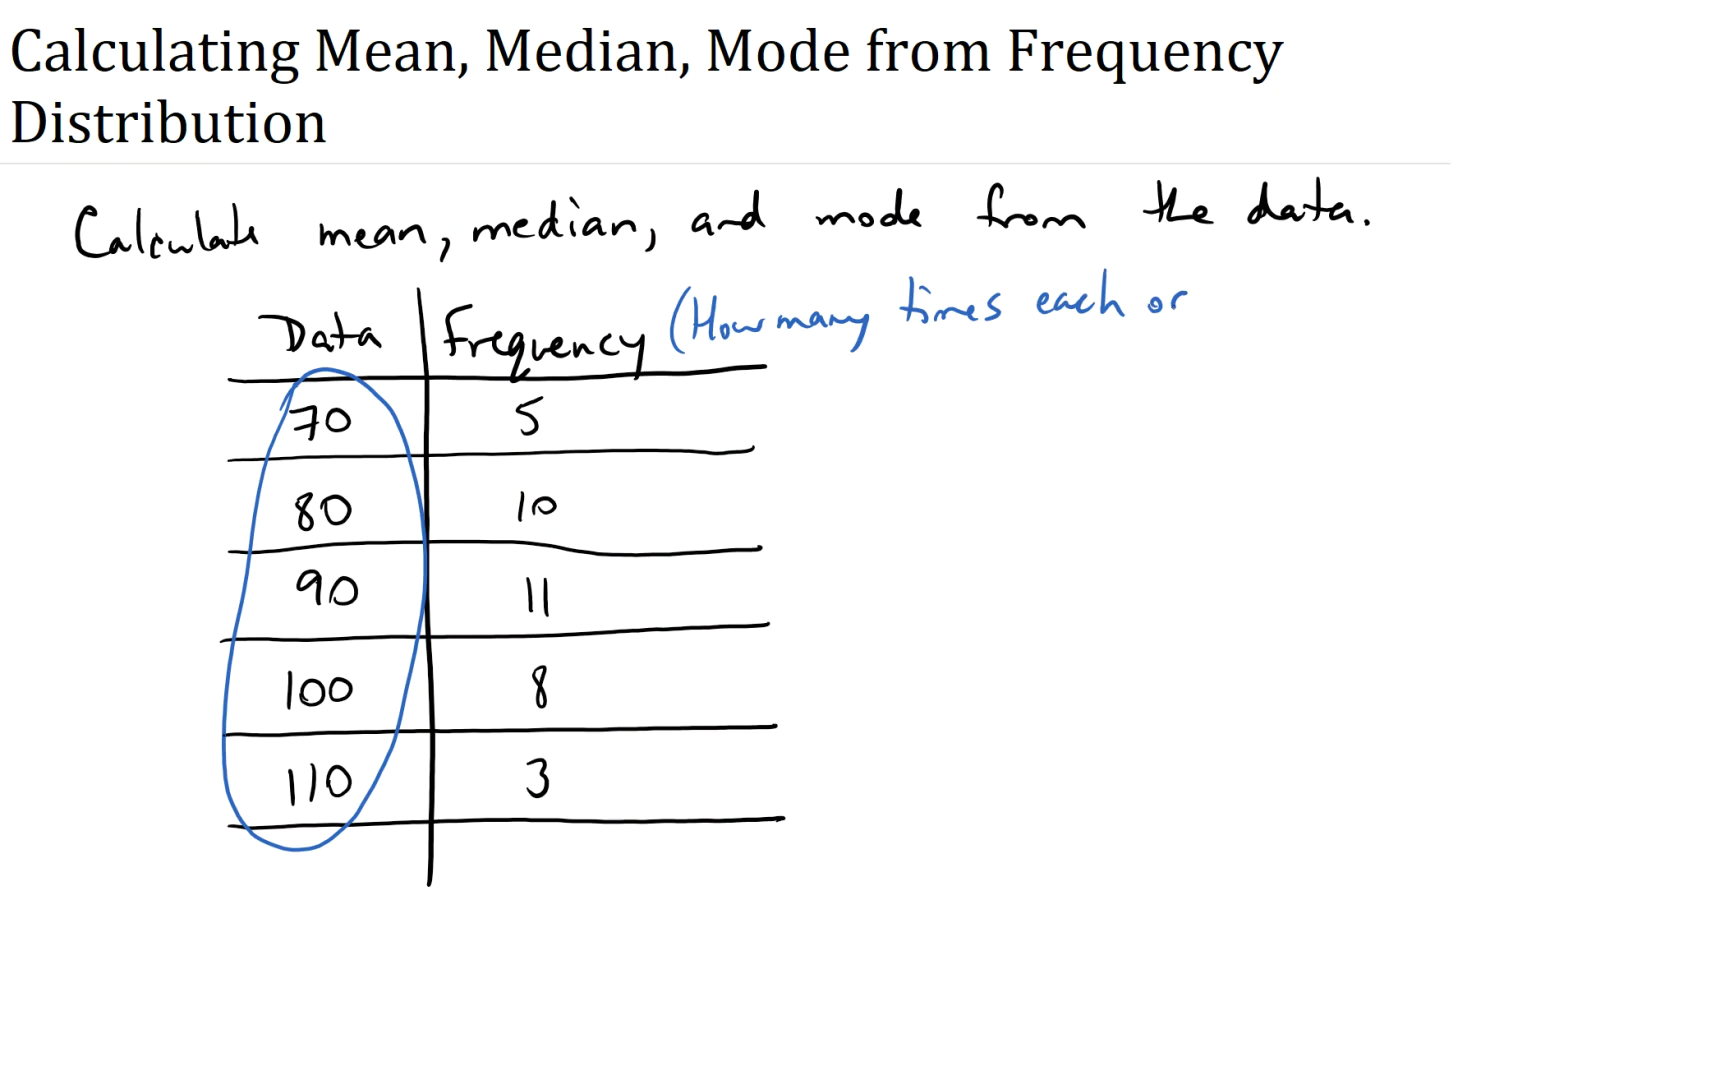 Calculating Mean, Median, Mode from Frequency
Distribution
Calculate mean, median, and mode from the data.
Data Frequency (How many times each or
70 5
80 10
90 11
100 8
110 3